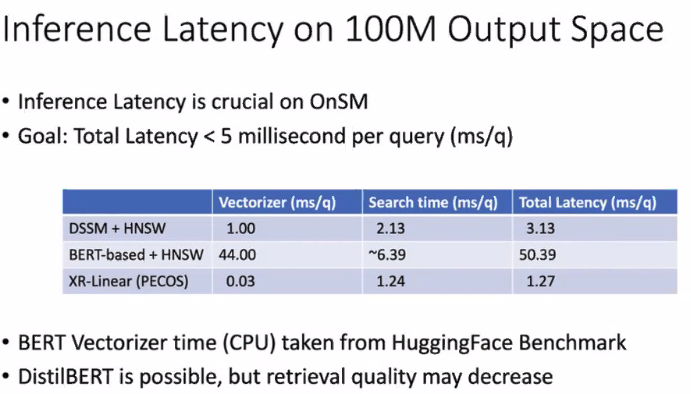 Inference Latency on 100M Output Space
• Inference Latency is crucial on OnSM
• Goal: Total Latency < 5 millisecond per query (ms/q)
Vectorizer (ms/q) Search time (ms/q) Total Latency (ms/q)
DSSM + HNSW 1.00 2.13 3.13
BERT-based + HNSW 44.00 ~6.39 50.39
XR-Linear (PECOS) 0.03 1.24 1.27
• BERT Vectorizer time (CPU) taken from HuggingFace Benchmark
• DistilBERT is possible, but retrieval quality may decrease